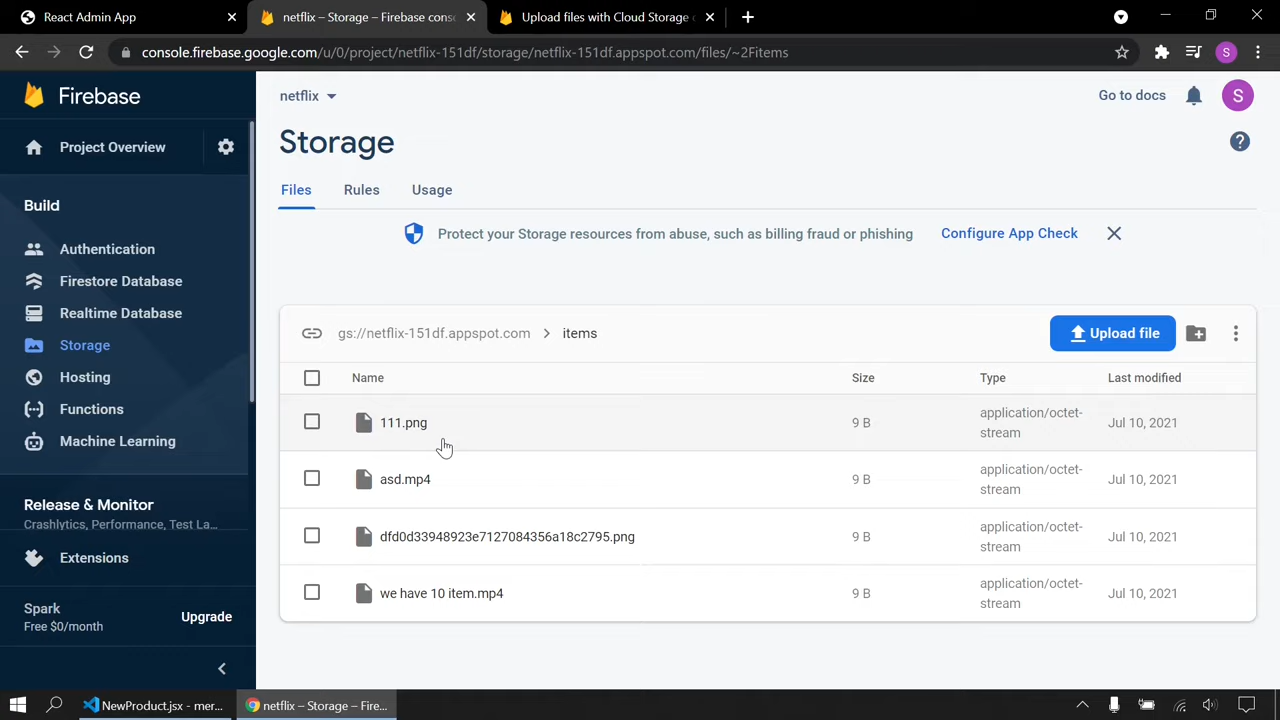 React Admin App
netflix – Storage – Firebase cons
Upload files with Cloud Storage
console.firebase.google.com/u/0/project/netflix-151df/storage/netflix-151df.appspot.com/files/~2Fitems
S
Firebase
netflix
Go to docs
S
Project Overview
Storage
Files
Rules
Usage
Build
Protect your Storage resources from abuse, such as billing fraud or phishing
Configure App Check
Authentication
Firestore Database
Realtime Database
Storage
Hosting
Functions
Machine Learning
gs://netflix-151df.appspot.com
items
Upload file
Name
Size
Type
Last modified
111.png
9 B
application/octet-
stream
Jul 10, 2021
asd.mp4
9 B
application/octet-
stream
Jul 10, 2021
dfd0d33948923e7127084356a18c2795.png
9 B
application/octet-
stream
Jul 10, 2021
we have 10 item.mp4
9 B
application/octet-
stream
Jul 10, 2021
Release & Monitor
Crashlytics, Performance, Test La...
Extensions
Spark
Free $0/month
Upgrade
NewProduct.jsx - mer...
netflix – Storage – Fire...